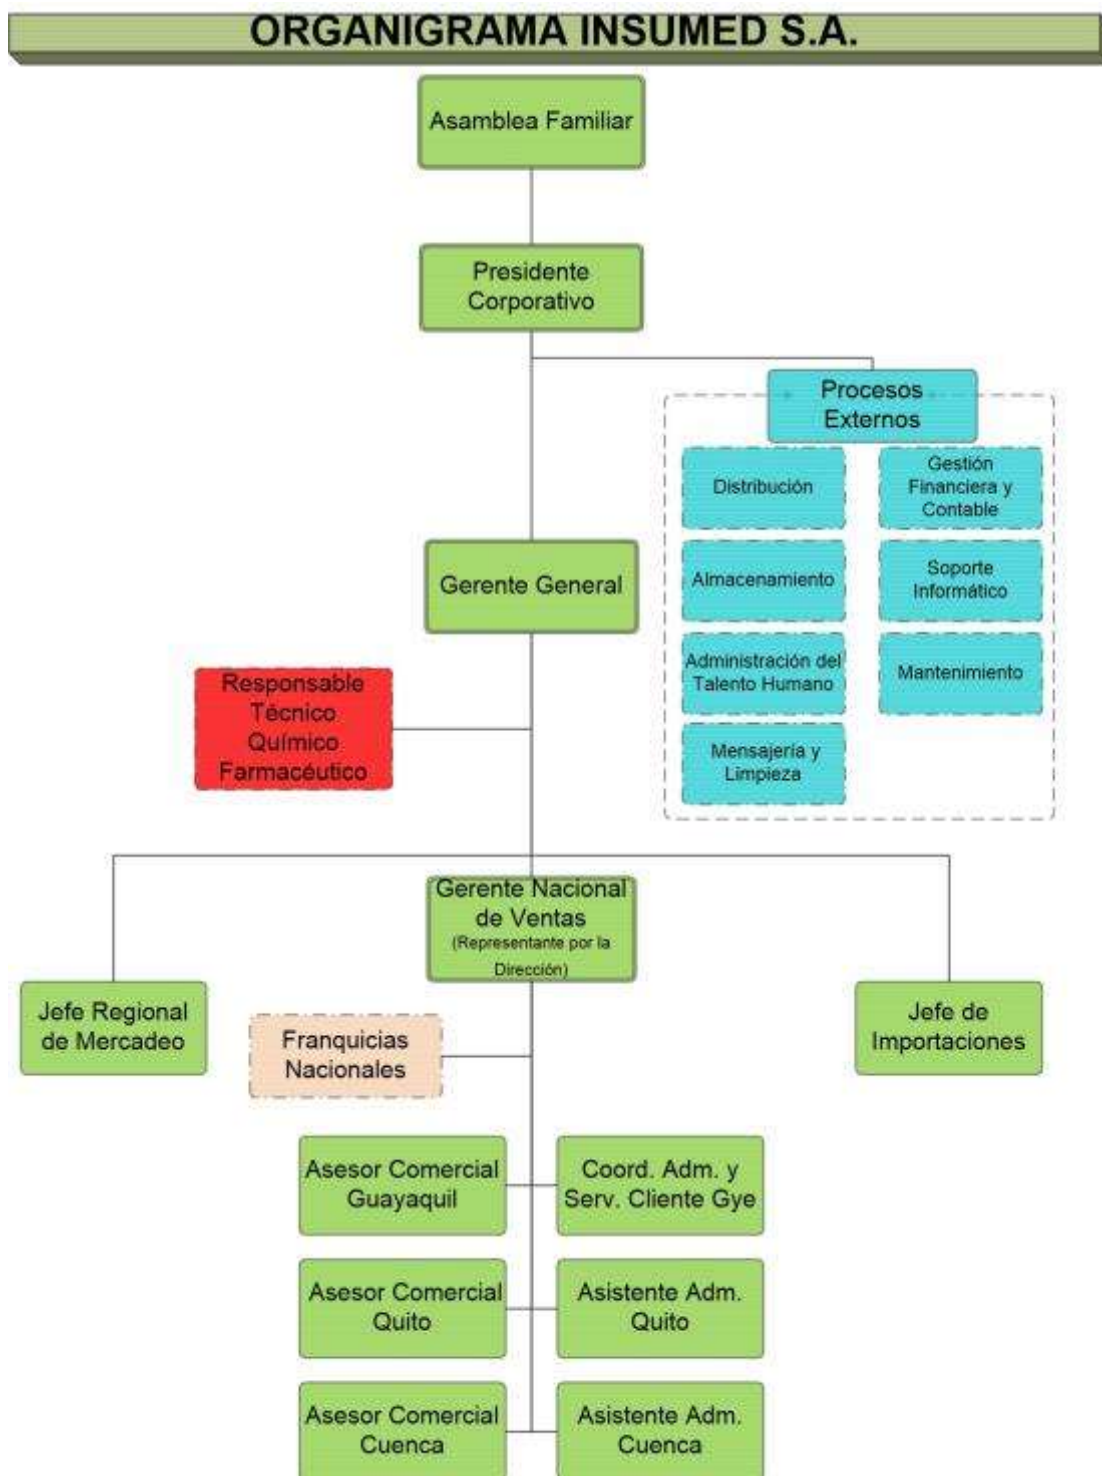 ORGANIGRAMA INSUMED S.A.
Asamblea Familiar
Presidente
Corporativo
Procesos
Externos
Distribución
Gestión
Financiera y
Contable
Almacenamiento
Soporte
Informático
Administración del
Talento Humano
Mantenimiento
Mensajería y
Limpieza
Gerente General
Responsable
Técnico
Químico
Farmacéutico
Gerente Nacional
de Ventas
(Representante por la
Dirección)
Jefe Regional
de Mercadeo
Jefe de
Importaciones
Franquicias
Nacionales
Asesor Comercial
Guayaquil
Coord. Adm. y
Serv. Cliente Gye
Asesor Comercial
Quito
Asistente Adm.
Quito
Asesor Comercial
Cuenca
Asistente Adm.
Cuenca